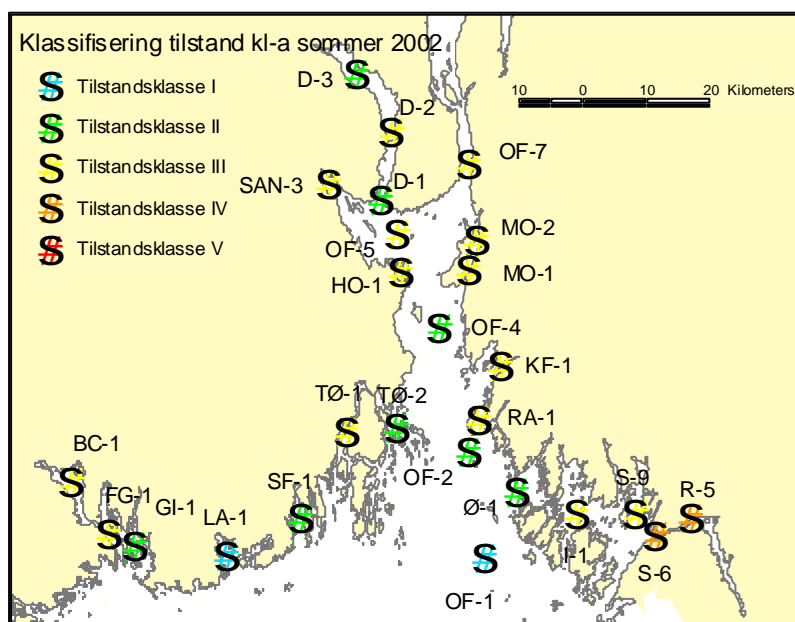 Klassifisering tilstand kl-a sommer 2002
S Tilstandsklasse I
S Tilstandsklasse II
S Tilstandsklasse III
S Tilstandsklasse IV
S Tilstandsklasse V
10 0 10 20 Kilometers
D-3
D-2
OF-7
SAN-3
D-1
MO-2
OF-5
HO-1
MO-1
OF-4
KF-1
TØ-1
TØ-2
RA-1
BC-1
OF-2
S-9
FG-1
GI-1
SF-1
Ø-1
R-5
LA-1
I-1
S-6
OF-1